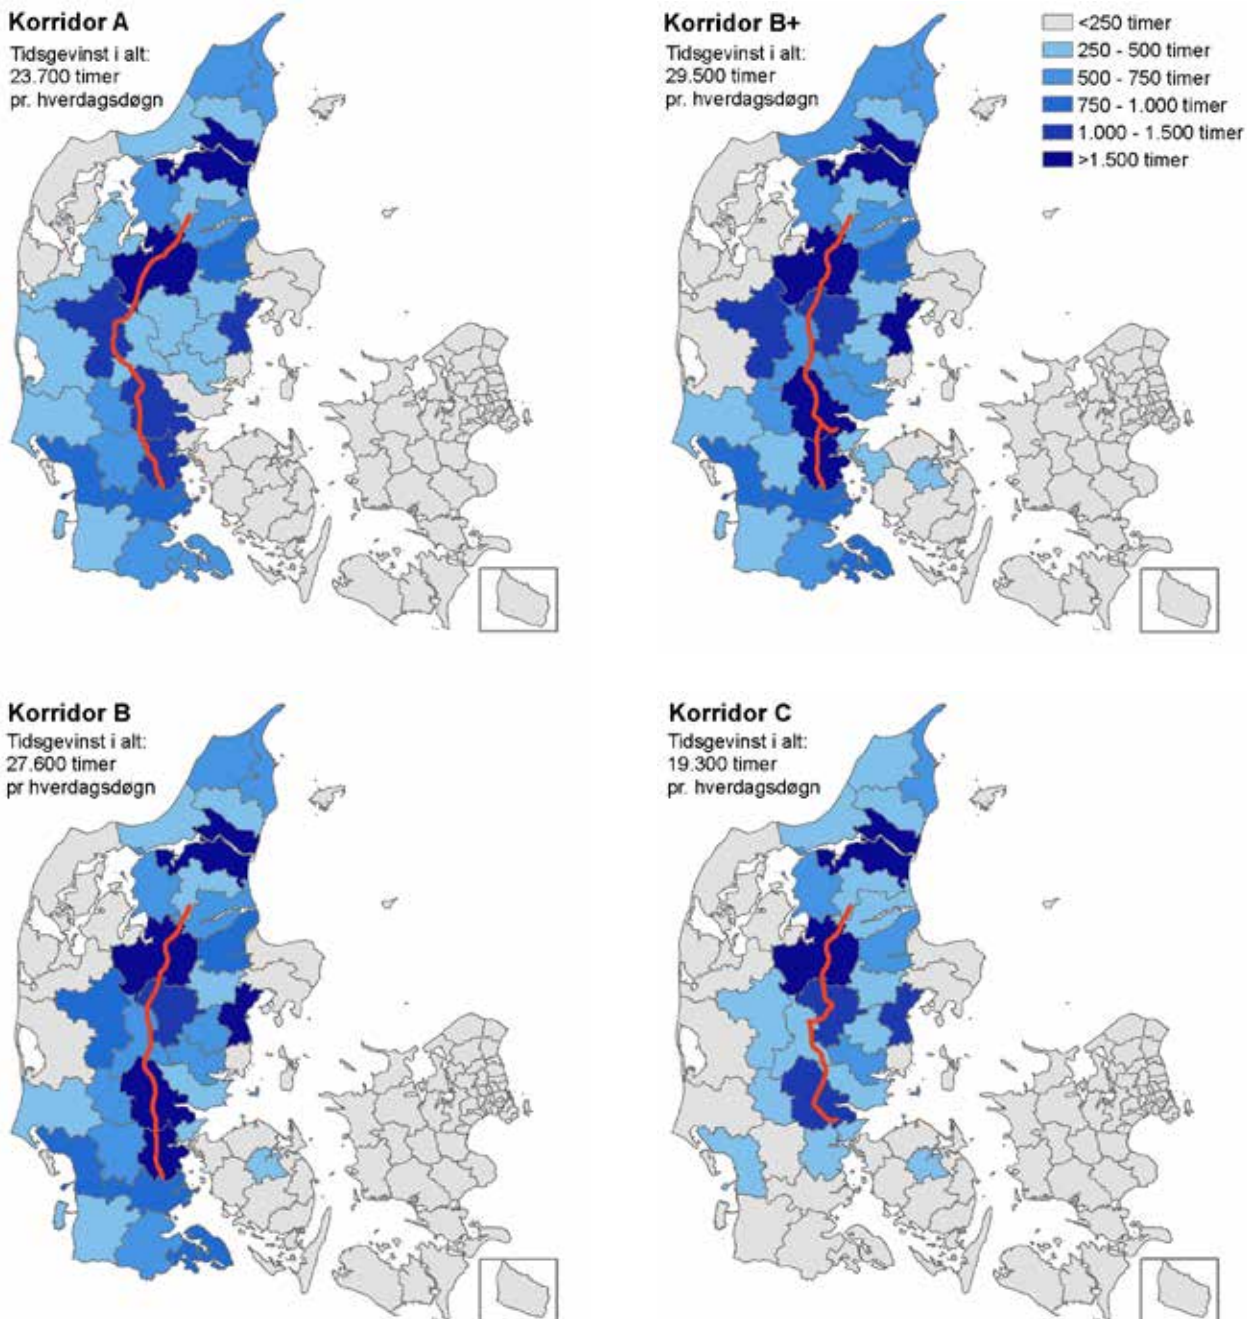 Korridor A
Tidsgevinst i alt:
23.700 timer
pr. hverdagsdøgn
Korridor B+
Tidsgevinst i alt:
29.500 timer
pr. hverdagsdøgn
<250 timer
250 - 500 timer
500 - 750 timer
750 - 1.000 timer
1.000 - 1.500 timer
>1.500 timer
Korridor B
Tidsgevinst i alt:
27.600 timer
pr hverdagsdøgn
Korridor C
Tidsgevinst i alt:
19.300 timer
pr. hverdagsdøgn